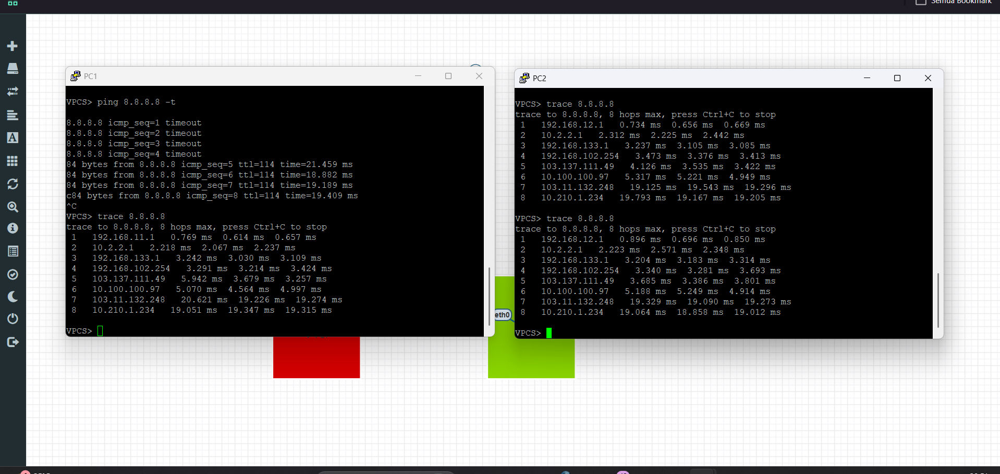 Semua Bookmark
PC1
VPCS> ping 8.8.8.8 -t
8.8.8.8 icmp_seq=1 timeout
8.8.8.8 icmp_seq=2 timeout
8.8.8.8 icmp_seq=3 timeout
8.8.8.8 icmp_seq=4 timeout
84 bytes from 8.8.8.8 icmp_seq=5 ttl=114 time=21.459 ms
84 bytes from 8.8.8.8 icmp_seq=6 ttl=114 time=18.882 ms
84 bytes from 8.8.8.8 icmp_seq=7 ttl=114 time=19.189 ms
c84 bytes from 8.8.8.8 icmp_seq=8 ttl=114 time=19.409 ms
^C
VPCS> trace 8.8.8.8
trace to 8.8.8.8, 8 hops max, press Ctrl+C to stop
1 192.168.11.1 0.769 ms 0.614 ms 0.657 ms
2 10.2.2.1 2.218 ms 2.067 ms 2.237 ms
3 192.168.133.1 3.242 ms 3.030 ms 3.109 ms
4 192.168.102.254 3.291 ms 3.214 ms 3.424 ms
5 103.137.111.49 5.942 ms 3.679 ms 3.257 ms
6 10.100.100.97 5.070 ms 4.564 ms 4.997 ms
7 103.11.132.248 20.621 ms 19.226 ms 19.274 ms
8 10.210.1.234 19.051 ms 19.347 ms 19.315 ms
VPCS>
PC2
VPCS> trace 8.8.8.8
trace to 8.8.8.8, 8 hops max, press Ctrl+C to stop
1 192.168.12.1 0.734 ms 0.656 ms 0.669 ms
2 10.2.2.1 2.312 ms 2.225 ms 2.442 ms
3 192.168.133.1 3.237 ms 3.105 ms 3.085 ms
4 192.168.102.254 3.473 ms 3.376 ms 3.413 ms
5 103.137.111.49 4.126 ms 3.535 ms 3.422 ms
6 10.100.100.97 5.317 ms 5.221 ms 4.949 ms
7 103.11.132.248 19.125 ms 19.543 ms 19.296 ms
8 10.210.1.234 19.793 ms 19.167 ms 19.205 ms
VPCS> trace 8.8.8.8
trace to 8.8.8.8, 8 hops max, press Ctrl+C to stop
1 192.168.12.1 0.896 ms 0.696 ms 0.850 ms
2 10.2.2.1 2.223 ms 2.571 ms 2.348 ms
3 192.168.133.1 3.204 ms 3.183 ms 3.314 ms
4 192.168.102.254 3.340 ms 3.281 ms 3.693 ms
5 103.137.111.49 3.685 ms 3.386 ms 3.801 ms
6 10.100.100.97 5.188 ms 5.249 ms 4.914 ms
7 103.11.132.248 19.329 ms 19.090 ms 19.273 ms
8 10.210.1.234 19.064 ms 18.858 ms 19.012 ms
VPCS>
eth0